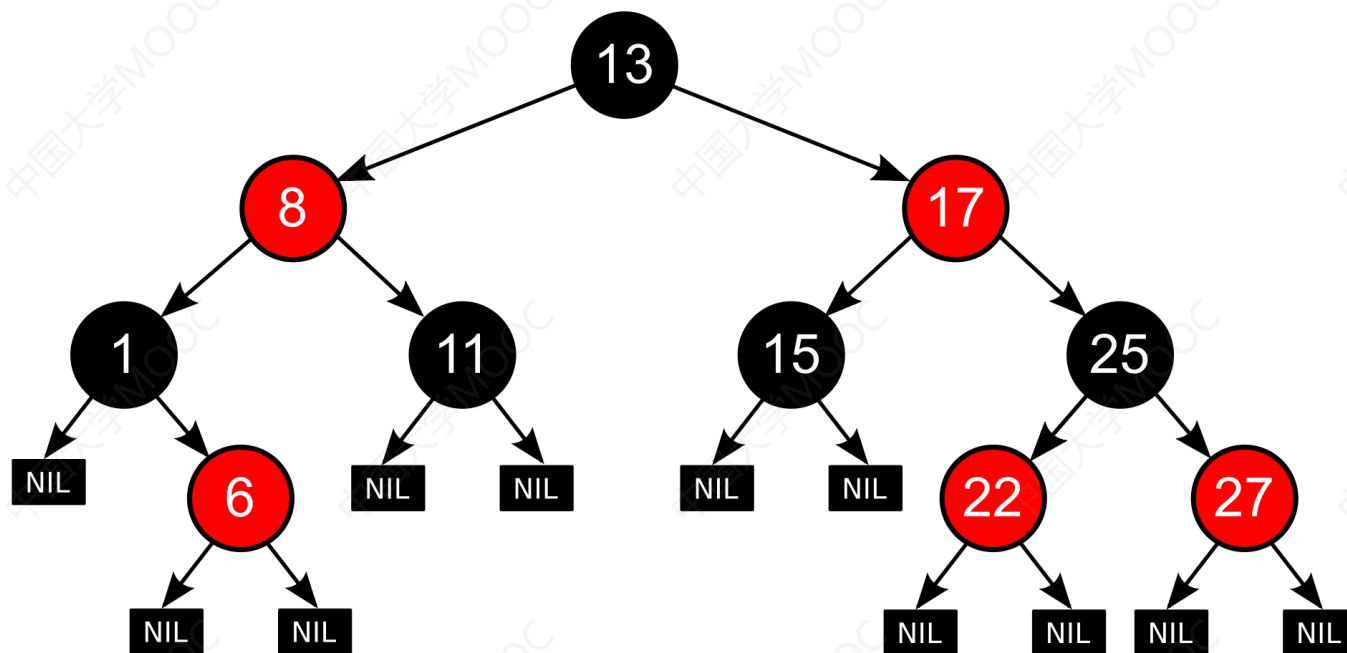 13
8 17
1 11 15 25
NIL 6 NIL NIL NIL NIL 22 27
NIL NIL NIL NIL NIL NIL
中国大学MOOC